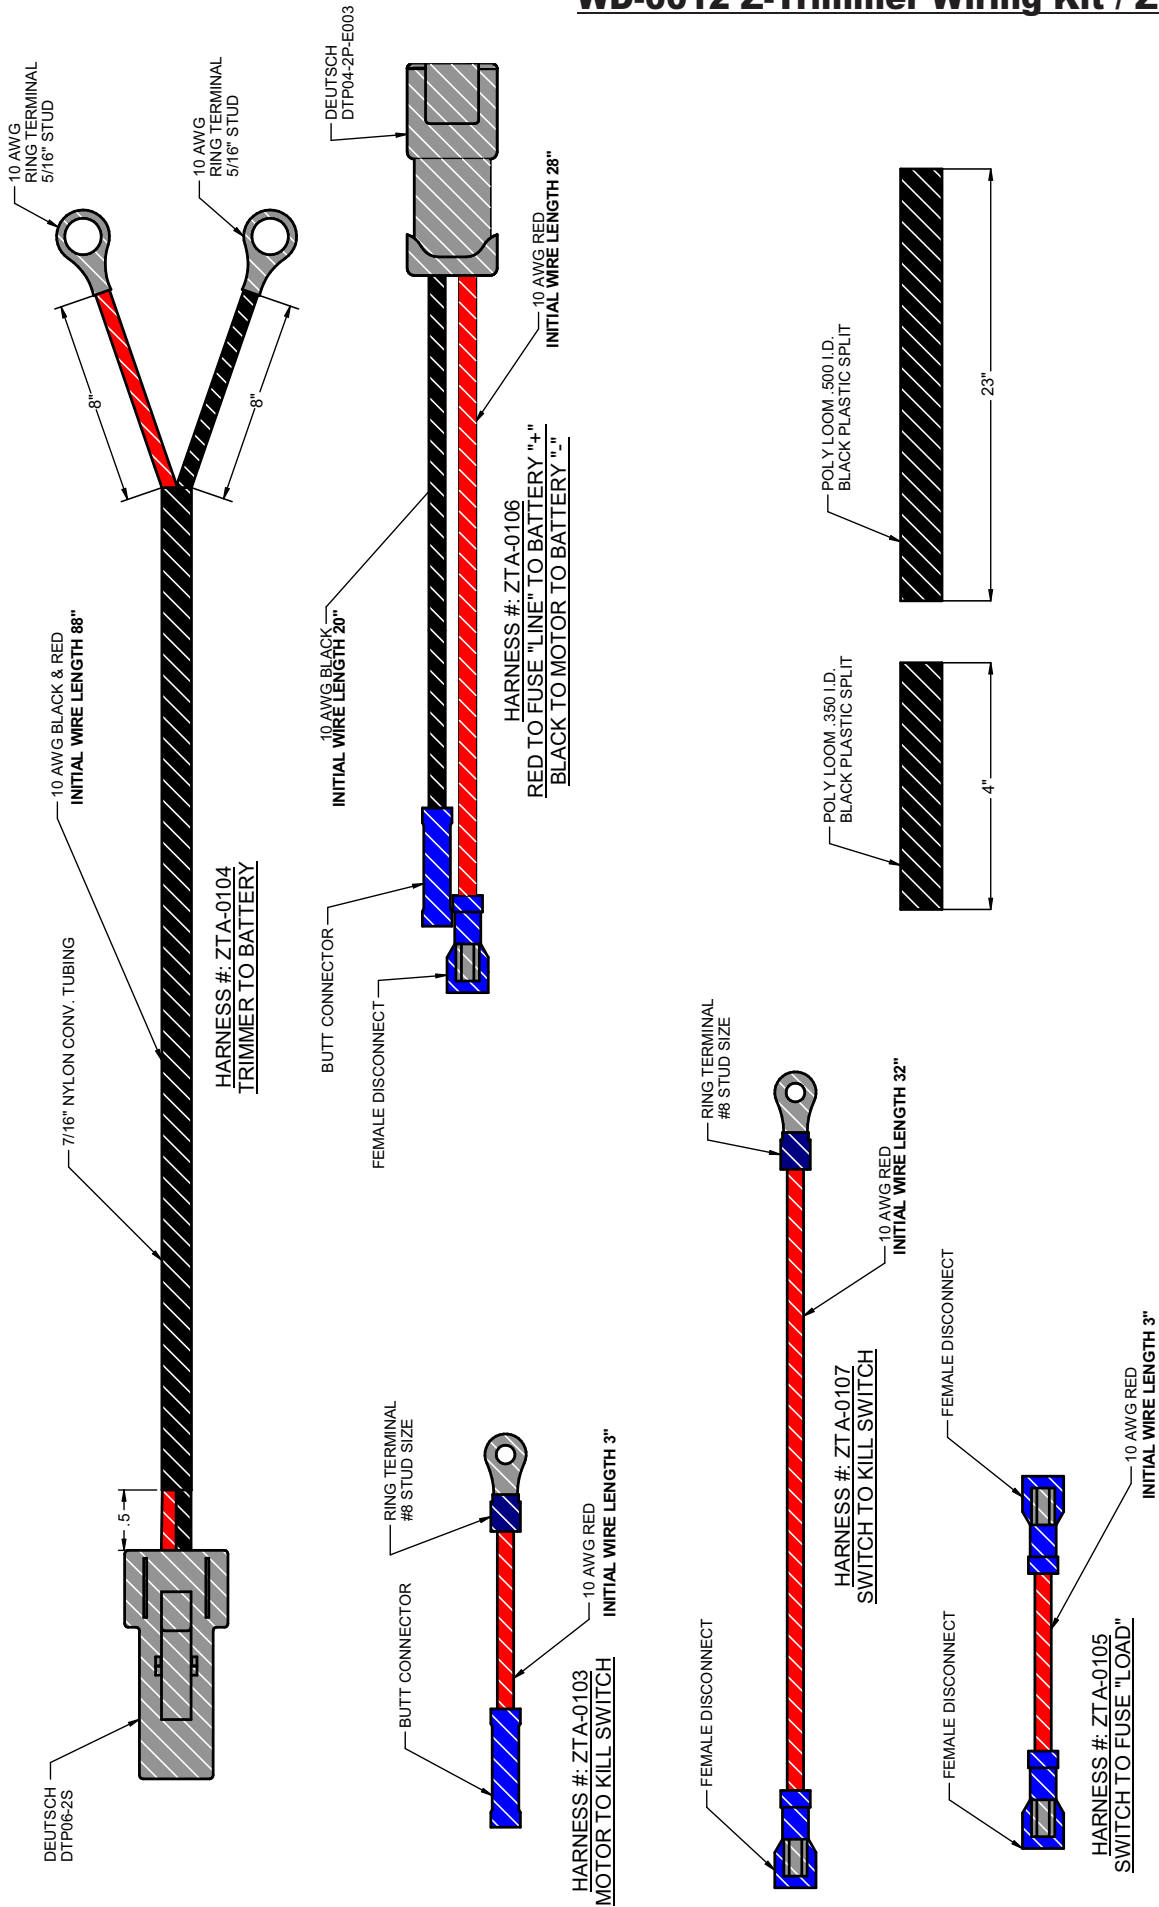 WD-0012 Z-Trimmer Wiring Kit / Z
10 AWG
RING TERMINAL
5/16" STUD
10 AWG
RING TERMINAL
5/16" STUD
8"
8"
10 AWG BLACK & RED
INITIAL WIRE LENGTH 88"
7/16" NYLON CONV. TUBING
HARNESS #: ZTA-0104
TRIMMER TO BATTERY
.5
DEUTSCH
DTP06-2S
DEUTSCH
DTP04-2P-E003
10 AWG BLACK
INITIAL WIRE LENGTH 20"
10 AWG RED
INITIAL WIRE LENGTH 28"
BUTT CONNECTOR
FEMALE DISCONNECT
HARNESS #: ZTA-0106
RED TO FUSE "LINE" TO BATTERY "+"
BLACK TO MOTOR TO BATTERY "-"
RING TERMINAL
#8 STUD SIZE
BUTT CONNECTOR
10 AWG RED
INITIAL WIRE LENGTH 3"
HARNESS #: ZTA-0103
MOTOR TO KILL SWITCH
RING TERMINAL
#8 STUD SIZE
10 AWG RED
INITIAL WIRE LENGTH 32"
FEMALE DISCONNECT
HARNESS #: ZTA-0107
SWITCH TO KILL SWITCH
FEMALE DISCONNECT
FEMALE DISCONNECT
10 AWG RED
INITIAL WIRE LENGTH 3"
HARNESS #: ZTA-0105
SWITCH TO FUSE "LOAD"
POLY LOOM .350 I.D.
BLACK PLASTIC SPLIT
4"
POLY LOOM .500 I.D.
BLACK PLASTIC SPLIT
23"